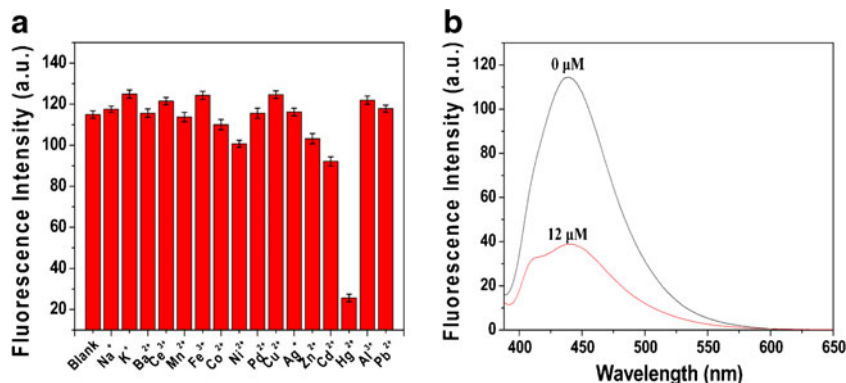 a
Fluorescence Intensity (a.u.)
140
120
100
80
60
40
20
Blank
Na⁺
K⁺
Ba²⁺
Ce³⁺
Mn²⁺
Fe³⁺
Co²⁺
Ni²⁺
Pd²⁺
Cu²⁺
Ag⁺
Zn²⁺
Cd²⁺
Hg²⁺
Al³⁺
Pb²⁺
b
Fluorescence Intensity (a.u.)
120
100
80
60
40
20
0
0 μM
12 μM
400 450 500 550 600 650
Wavelength (nm)